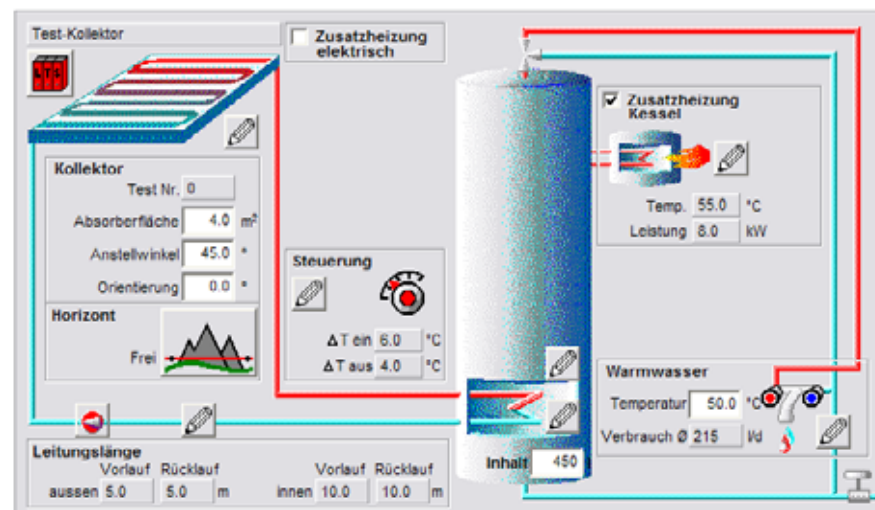 Test-Kollektor
LTS
Kollektor
Test Nr. 0
Absorberfläche 4.0 m²
Anstellwinkel 45.0 °
Orientierung 0.0 °
Horizont
Frei
Zusatzheizung
elektrisch
Steuerung
ΔT ein 6.0 °C
ΔT aus 4.0 °C
Zusatzheizung
Kessel
Temp. 55.0 °C
Leistung 8.0 kW
Warmwasser
Temperatur 50.0 °C
Verbrauch Ø 215 l/d
Inhalt 450
Leitungslänge
Vorlauf Rücklauf Vorlauf Rücklauf
aussen 5.0 5.0 m innen 10.0 10.0 m